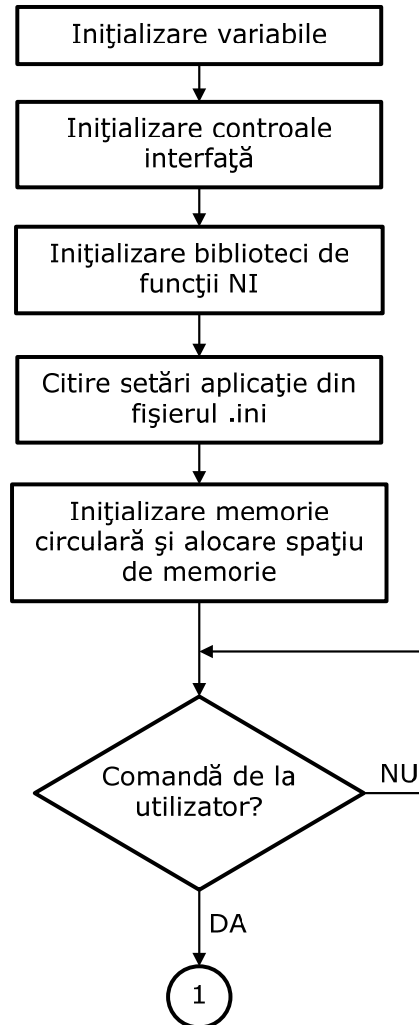 Iniţializare variabile
Iniţializare controale
interfaţă
Iniţializare biblioteci de
funcţii NI
Citire setări aplicaţie din
fişierul .ini
Iniţializare memorie
circulară şi alocare spaţiu
de memorie
Comandă de la
utilizator?
NU
DA
1